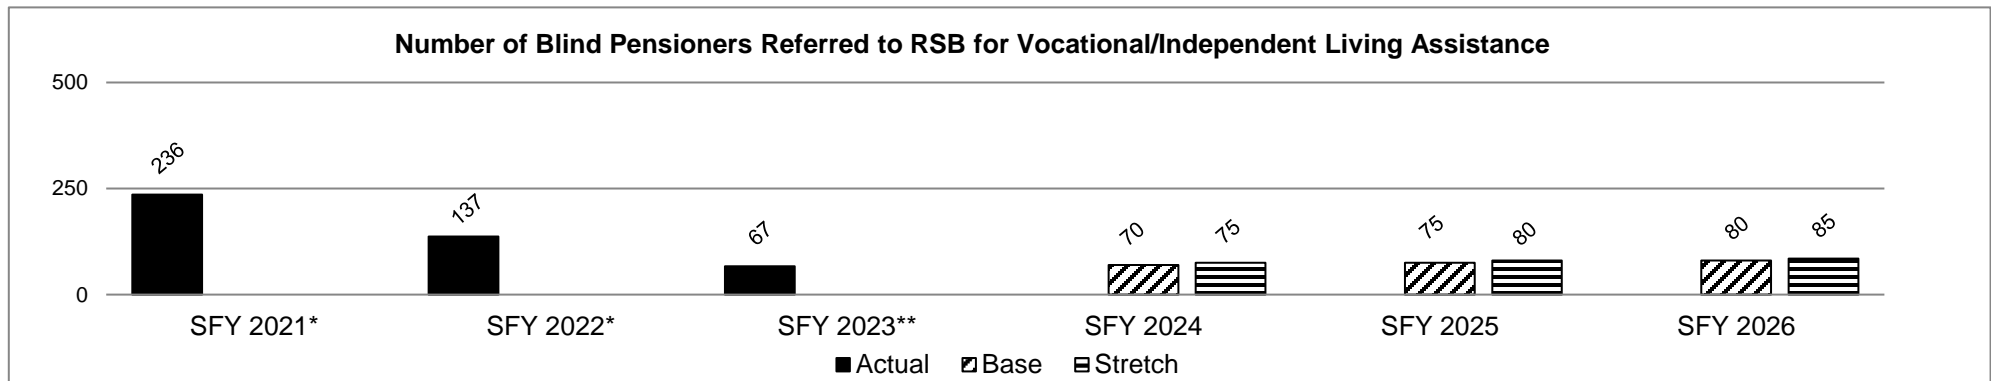 Number of Blind Pensioners Referred to RSB for Vocational/Independent Living Assistance
500
250
0
236
137
67
70
75
75
80
80
85
SFY 2021*
SFY 2022*
SFY 2023**
SFY 2024
SFY 2025
SFY 2026
Actual
Base
Stretch